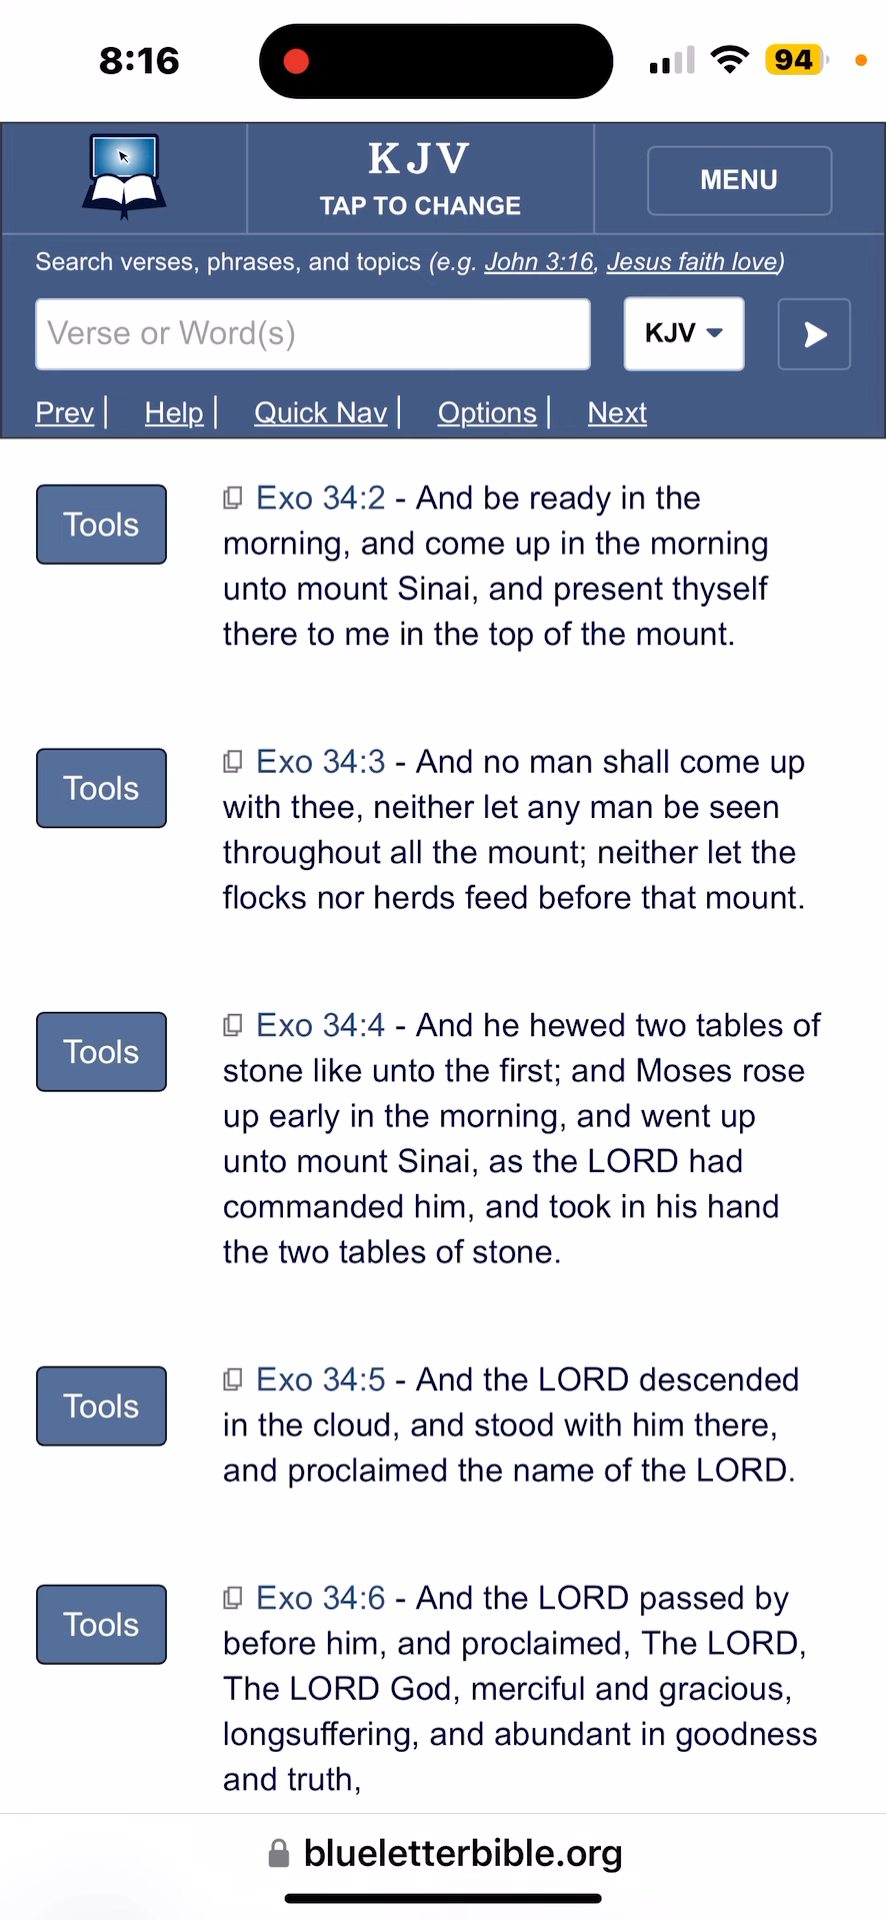 8:16
94
KJV
TAP TO CHANGE
MENU
Search verses, phrases, and topics (e.g. John 3:16, Jesus faith love)
Verse or Word(s)
KJV
Prev | Help | Quick Nav | Options | Next
Tools
Exo 34:2 - And be ready in the
morning, and come up in the morning
unto mount Sinai, and present thyself
there to me in the top of the mount.
Tools
Exo 34:3 - And no man shall come up
with thee, neither let any man be seen
throughout all the mount; neither let the
flocks nor herds feed before that mount.
Tools
Exo 34:4 - And he hewed two tables of
stone like unto the first; and Moses rose
up early in the morning, and went up
unto mount Sinai, as the LORD had
commanded him, and took in his hand
the two tables of stone.
Tools
Exo 34:5 - And the LORD descended
in the cloud, and stood with him there,
and proclaimed the name of the LORD.
Tools
Exo 34:6 - And the LORD passed by
before him, and proclaimed, The LORD,
The LORD God, merciful and gracious,
longsuffering, and abundant in goodness
and truth,
blueletterbible.org